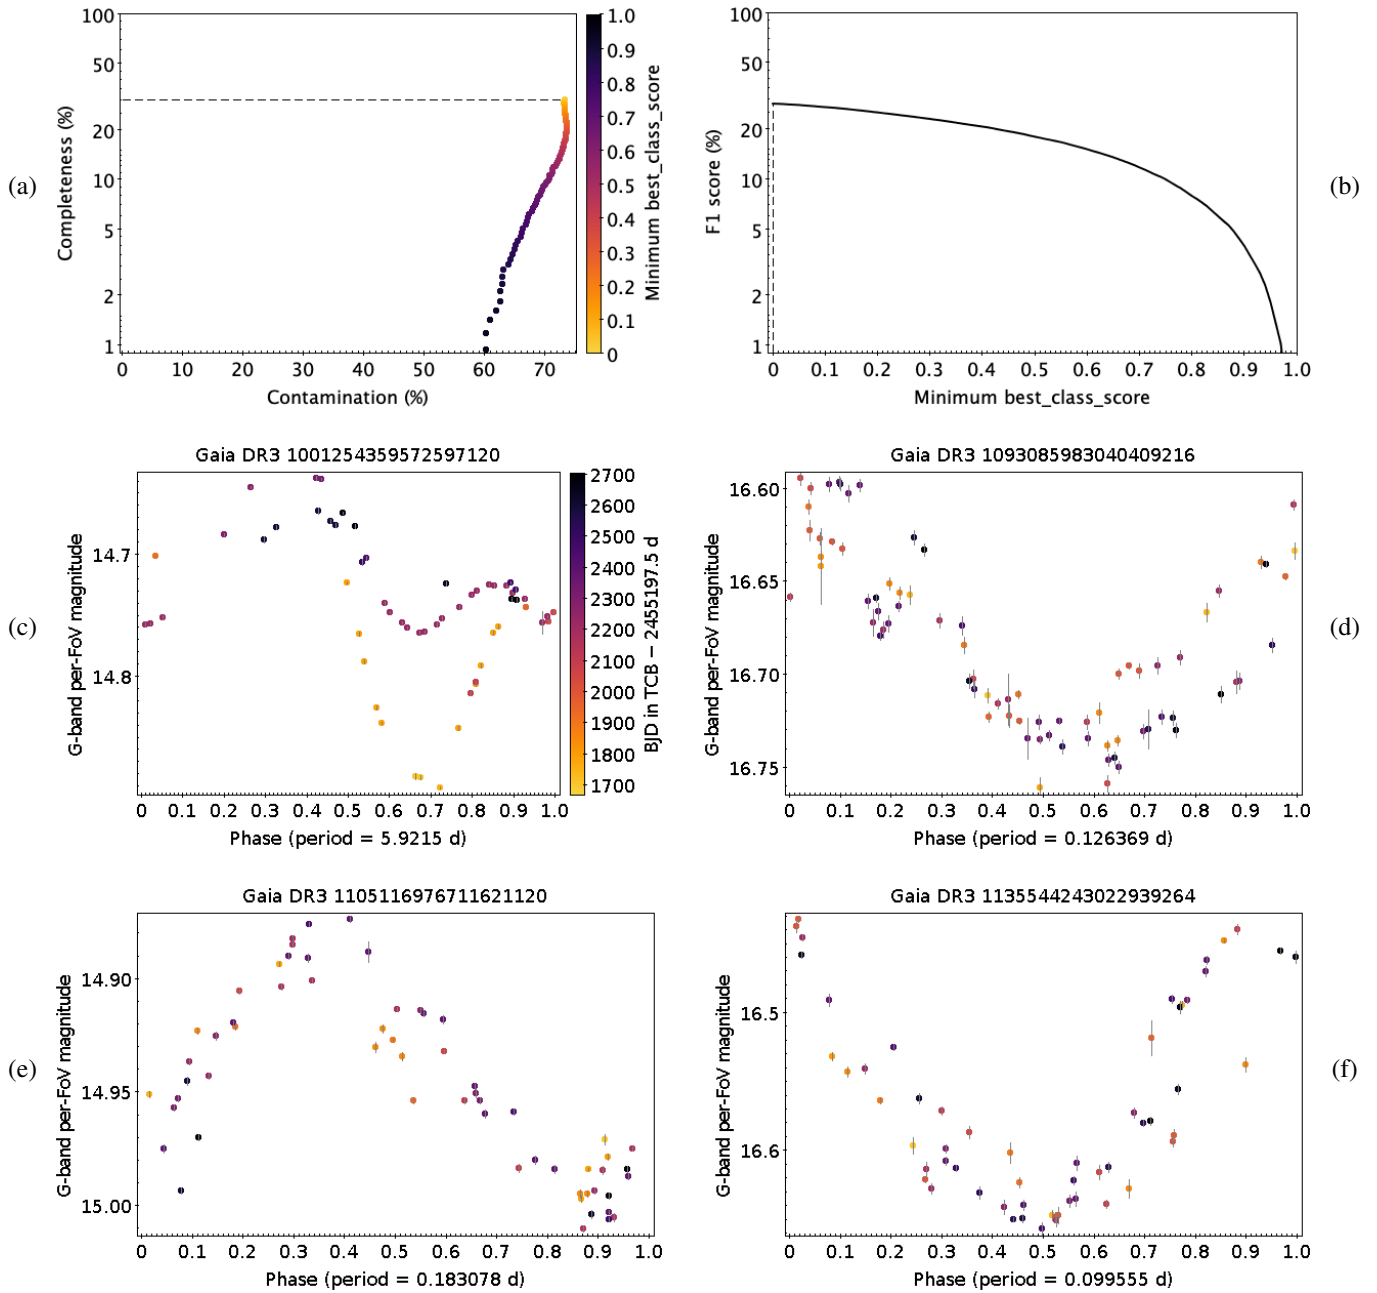 (a)
100
50
20
10
5
2
1
Completeness (%)
0 10 20 30 40 50 60 70
Contamination (%)
1.0
0.9
0.8
0.7
0.6
0.5
0.4
0.3
0.2
0.1
0
Minimum best_class_score
100
50
20
10
5
2
1
F1 score (%)
0 0.1 0.2 0.3 0.4 0.5 0.6 0.7 0.8 0.9 1.0
Minimum best_class_score
(b)
(c)
Gaia DR3 1001254359572597120
14.7
14.8
G-band per-FoV magnitude
0 0.1 0.2 0.3 0.4 0.5 0.6 0.7 0.8 0.9 1.0
Phase (period = 5.9215 d)
2700
2600
2500
2400
2300
2200
2100
2000
1900
1800
1700
BJD in TCB − 2455197.5 d
Gaia DR3 1093085983040409216
16.60
16.65
16.70
16.75
G-band per-FoV magnitude
0 0.1 0.2 0.3 0.4 0.5 0.6 0.7 0.8 0.9 1.0
Phase (period = 0.126369 d)
(d)
(e)
Gaia DR3 1105116976711621120
14.90
14.95
15.00
G-band per-FoV magnitude
0 0.1 0.2 0.3 0.4 0.5 0.6 0.7 0.8 0.9 1.0
Phase (period = 0.183078 d)
Gaia DR3 1135544243022939264
16.5
16.6
G-band per-FoV magnitude
0 0.1 0.2 0.3 0.4 0.5 0.6 0.7 0.8 0.9 1.0
Phase (period = 0.099555 d)
(f)